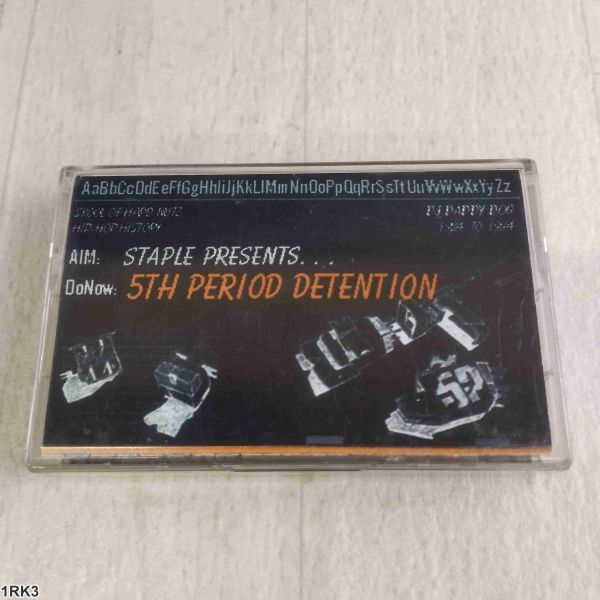 AaBbCcDdEeFfGgHhIiJjKkLlMmNnOoPpQqRrSsTtUuVvWwXxYyZz
SKOOL OF HARD NUTZ
DJ DADDY DOG
HIP-HOP HISTORY
1984 TO 1994
AIM: STAPLE PRESENTS...
DoNow: 5TH PERIOD DETENTION
1RK3